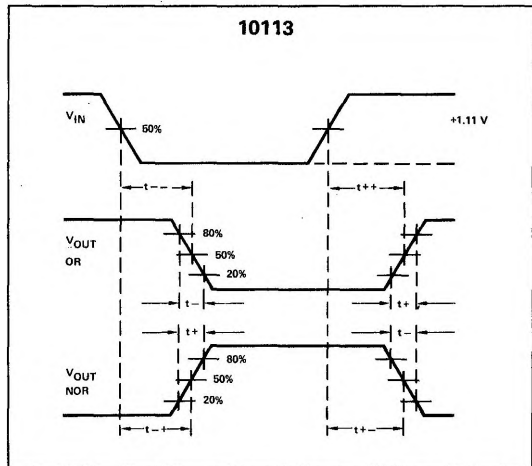 10113
VIN
50%
+1.11 V
t--
t++
VOUT
OR
80%
50%
20%
t-
t+
t+
t-
VOUT
NOR
80%
50%
20%
t-+
t+-